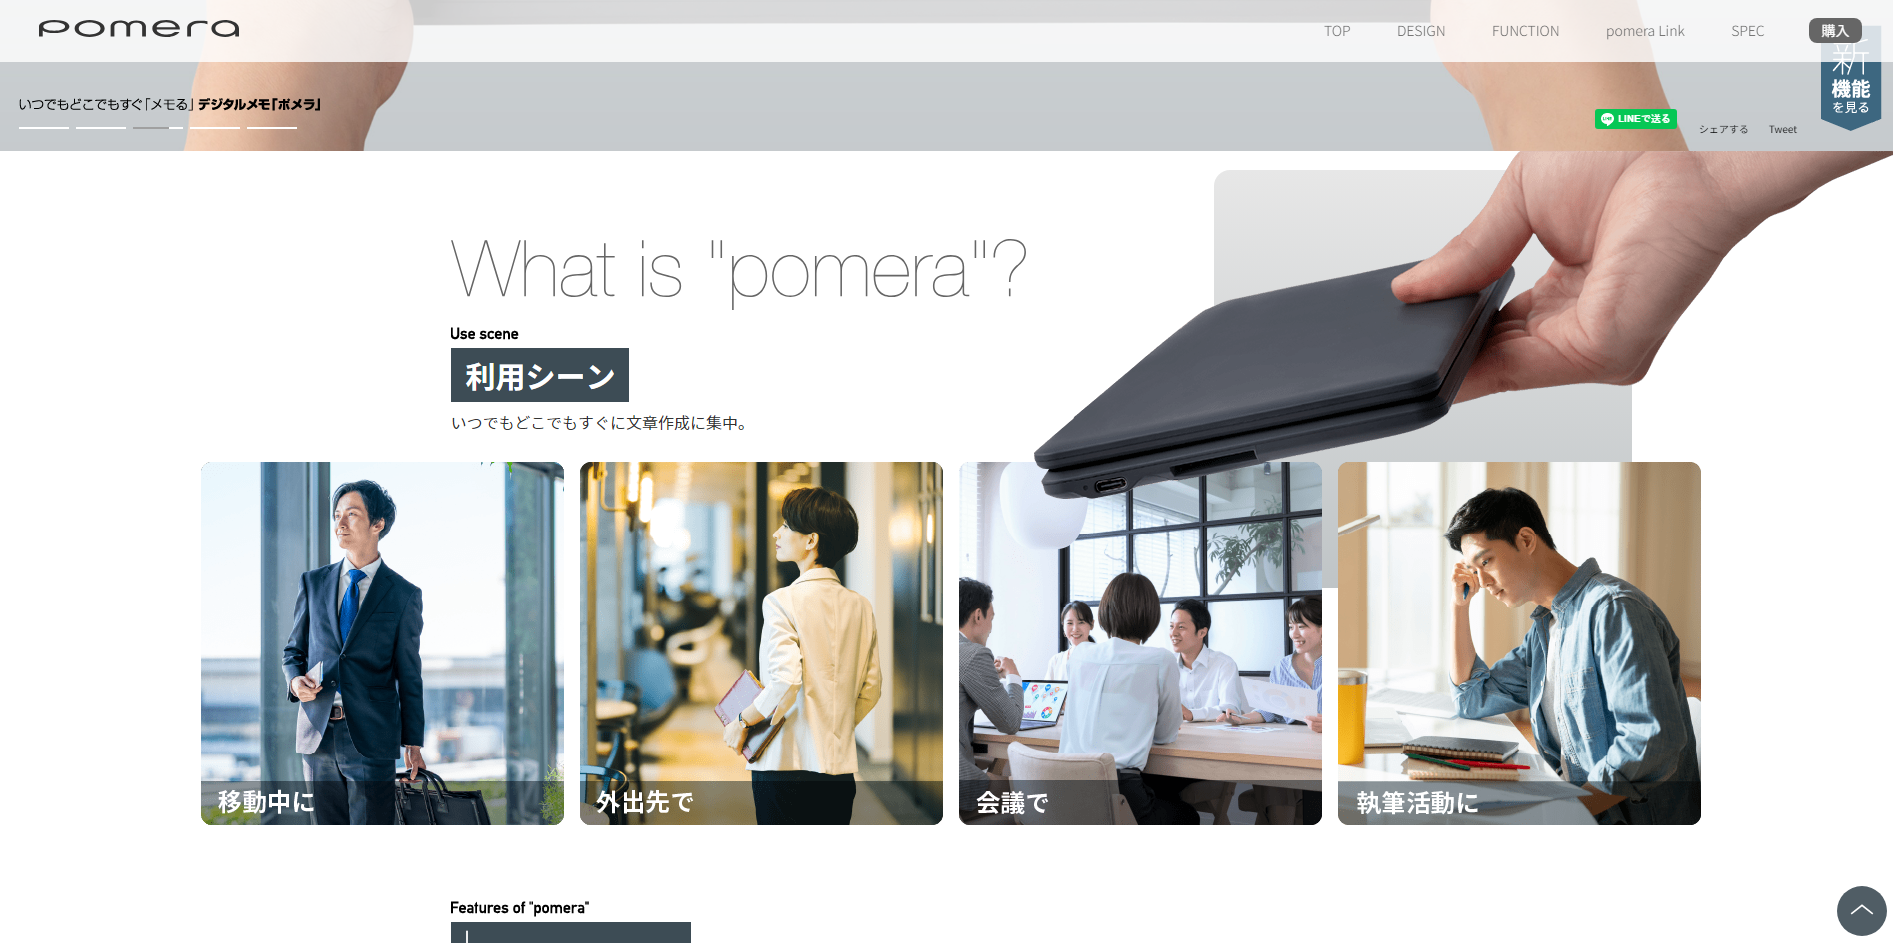 pomera
TOP
DESIGN
FUNCTION
pomera Link
SPEC
購入
新
機能
を見る
いつでもどこでもすぐ「メモる」デジタルメモ「ポメラ」
LINEで送る
シェアする
Tweet
What is "pomera"?
Use scene
利用シーン
いつでもどこでもすぐに文章作成に集中。
移動中に
外出先で
会議で
執筆活動に
Features of "pomera"